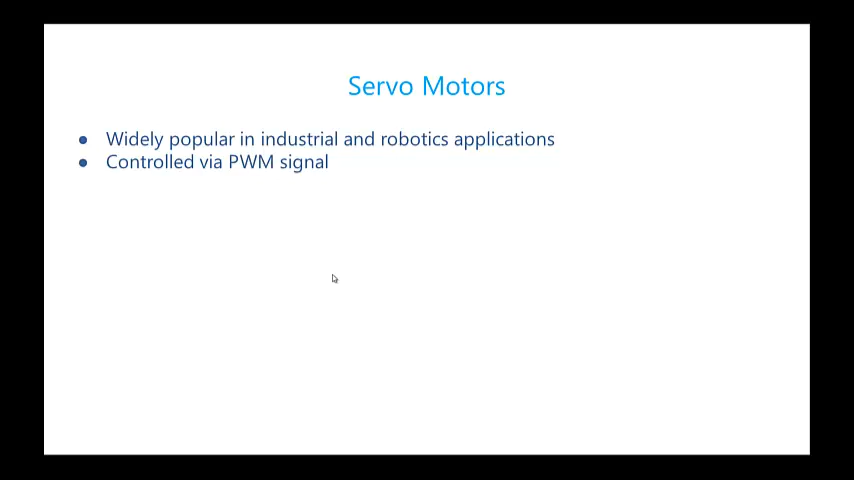 Servo Motors
● Widely popular in industrial and robotics applications
● Controlled via PWM signal